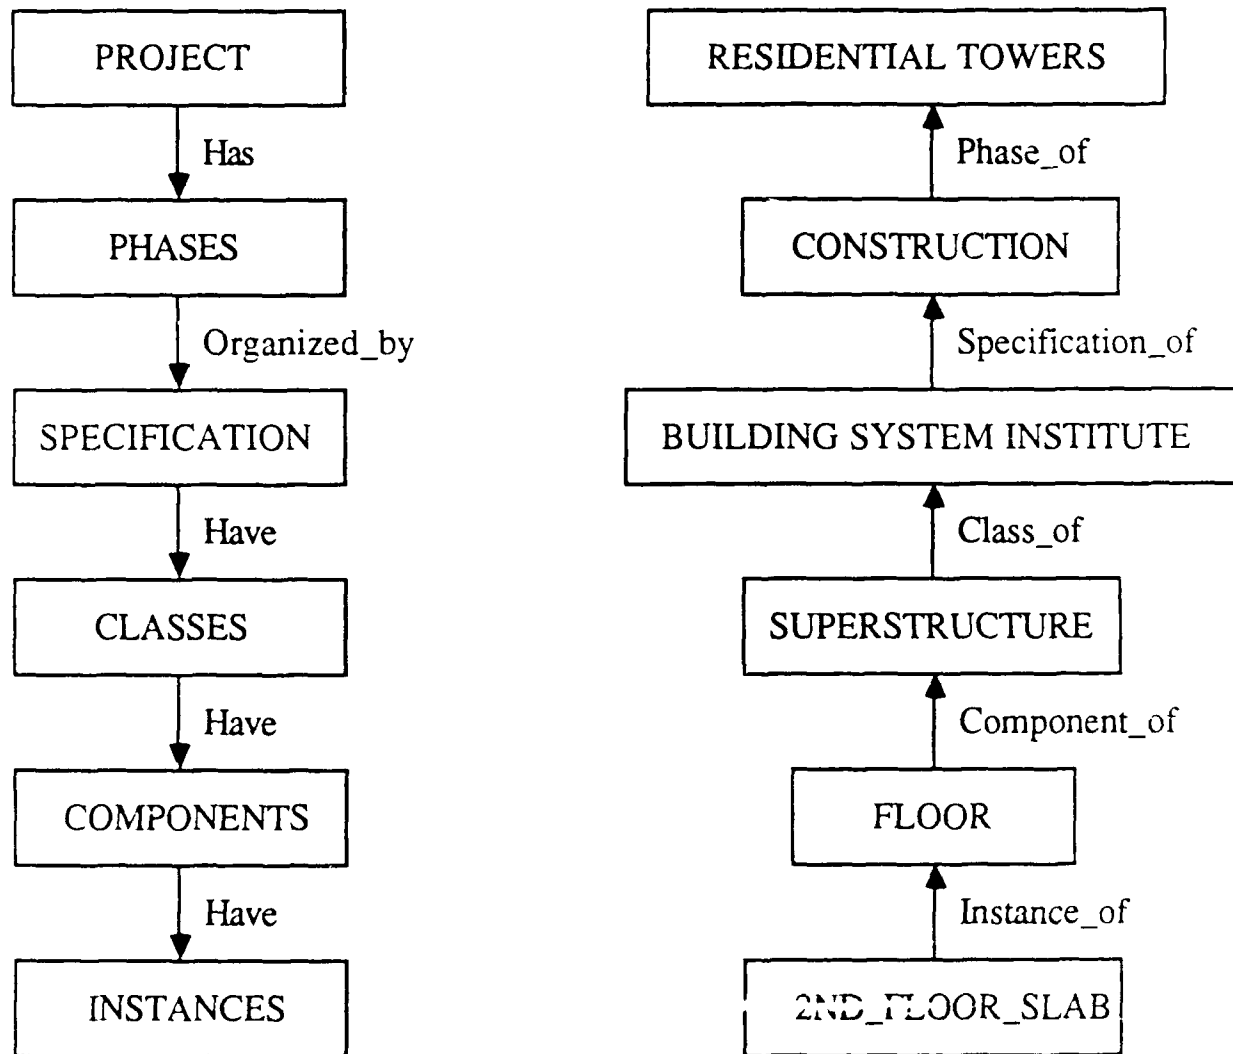 PROJECT
Has
PHASES
Organized_by
SPECIFICATION
Have
CLASSES
Have
COMPONENTS
Have
INSTANCES
RESIDENTIAL TOWERS
Phase_of
CONSTRUCTION
Specification_of
BUILDING SYSTEM INSTITUTE
Class_of
SUPERSTRUCTURE
Component_of
FLOOR
Instance_of
2ND_FLOOR_SLAB